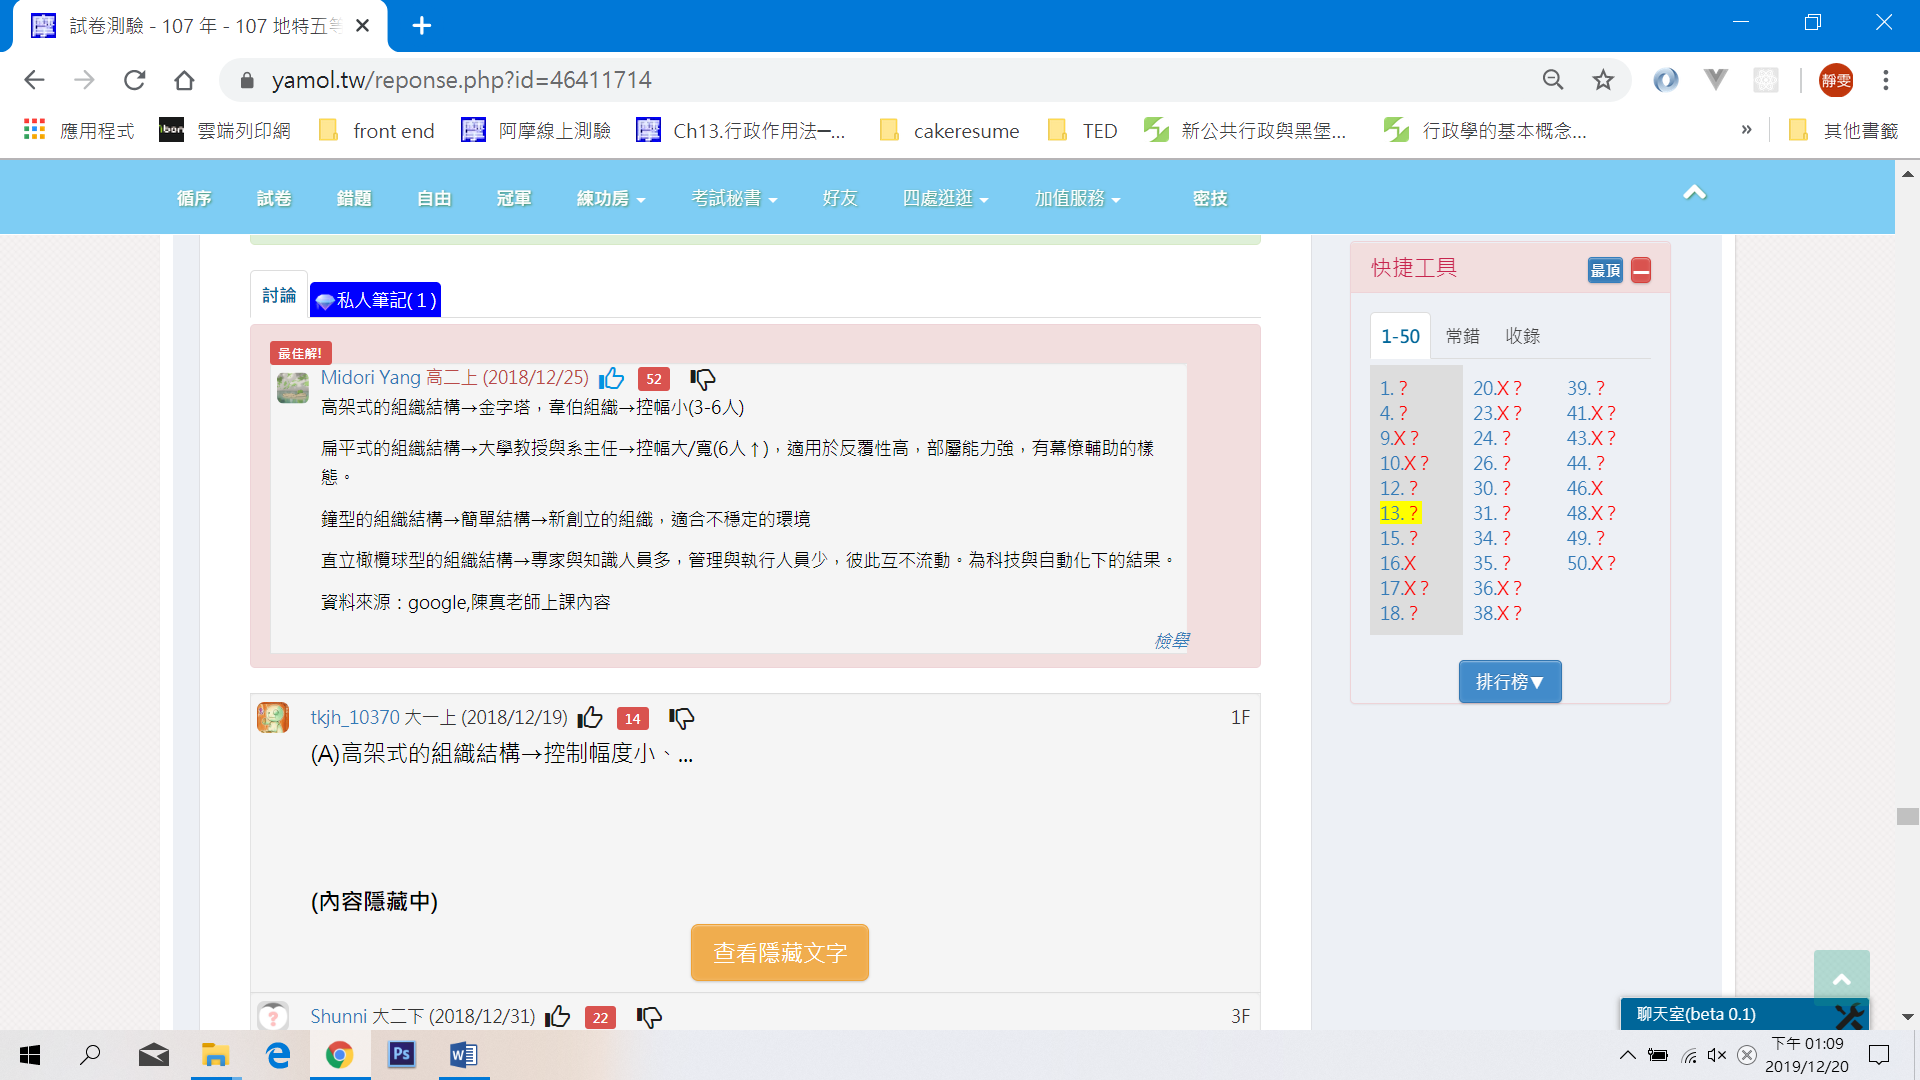 試卷測驗 - 107 年 - 107 地特五等
yamol.tw/reponse.php?id=46411714
靜雯
應用程式 ibon 雲端列印網 front end 摩 阿摩線上測驗 摩 Ch13.行政作用法─... cakeresume TED 新公共行政與黑堡... 行政學的基本概念... » 其他書籤
循序 試卷 錯題 自由 冠軍 練功房 考試秘書 好友 四處逛逛 加值服務 密技
討論 私人筆記( 1 )
最佳解!
Midori Yang 高二上 (2018/12/25) 52
高架式的組織結構→金字塔，韋伯組織→控幅小(3-6人)
扁平式的組織結構→大學教授與系主任→控幅大/寬(6人↑)，適用於反覆性高，部屬能力強，有幕僚輔助的樣
態。
鐘型的組織結構→簡單結構→新創立的組織，適合不穩定的環境
直立橄欖球型的組織結構→專家與知識人員多，管理與執行人員少，彼此互不流動。為科技與自動化下的結果。
資料來源：google,陳真老師上課內容
檢舉
tkjh_10370 大一上 (2018/12/19) 14 1F
(A)高架式的組織結構→控制幅度小、...
(內容隱藏中)
查看隱藏文字
Shunni 大二下 (2018/12/31) 22 3F
快捷工具 最頂
1-50 常錯 收錄
1. ? 20.X ? 39. ?
4. ? 23.X ? 41.X ?
9.X ? 24. ? 43.X ?
10.X ? 26. ? 44. ?
12. ? 30. ? 46.X
13. ? 31. ? 48.X ?
15. ? 34. ? 49. ?
16.X 35. ? 50.X ?
17.X ? 36.X ?
18. ? 38.X ?
排行榜▼
聊天室(beta 0.1)
Ps
下午 01:09
2019/12/20